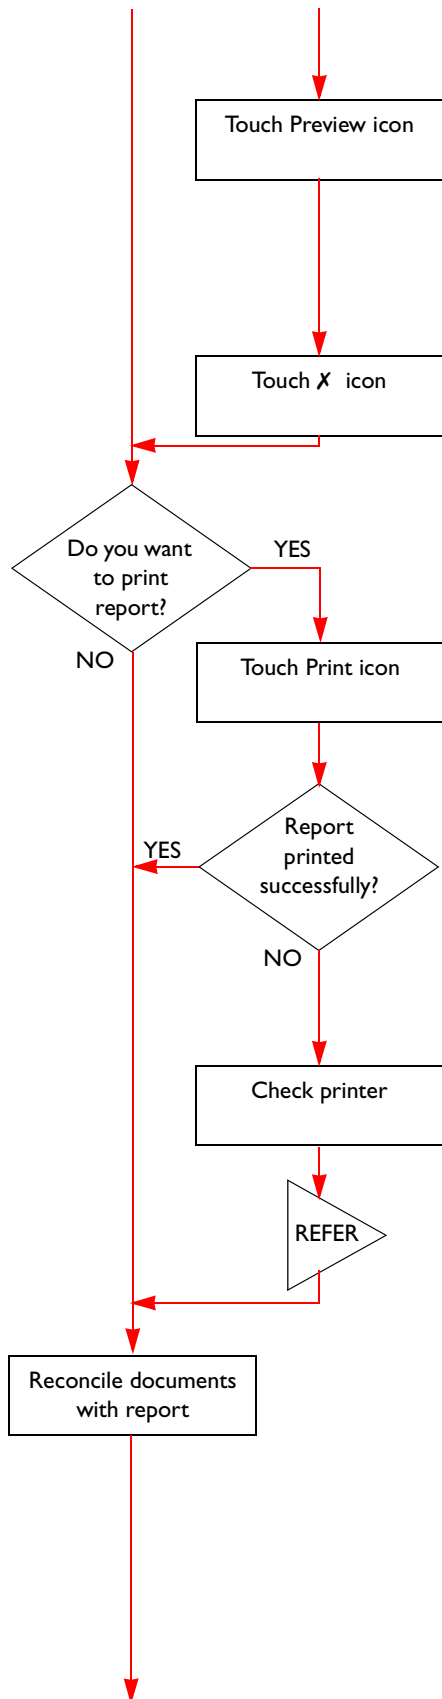 Touch Preview icon
Touch ✗ icon
Do you want
to print
report?
YES
NO
Touch Print icon
Report
printed
successfully?
YES
NO
Check printer
REFER
Reconcile documents
with report